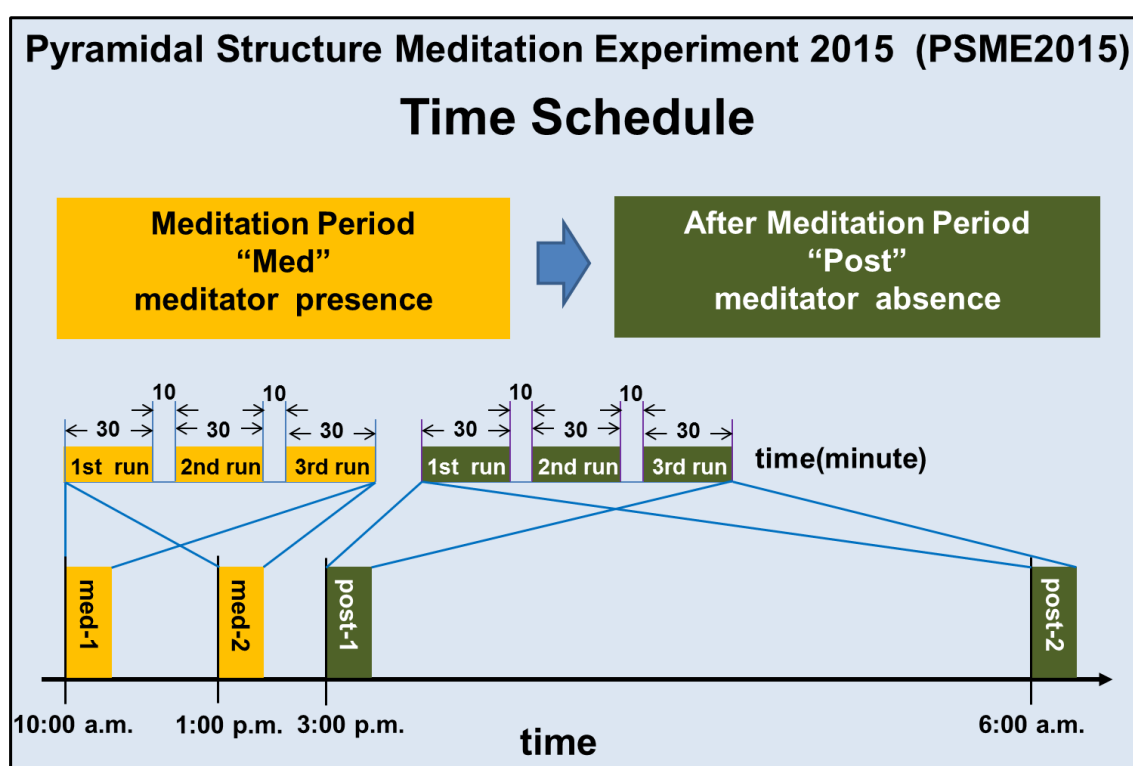 Pyramidal Structure Meditation Experiment 2015 (PSME2015)
Time Schedule
Meditation Period
“Med”
meditator presence
After Meditation Period
“Post”
meditator absence
10 10 10 10
30 30 30 30 30 30
1st run 2nd run 3rd run 1st run 2nd run 3rd run time(minute)
med-1 med-2 post-1 post-2
10:00 a.m. 1:00 p.m. 3:00 p.m. 6:00 a.m.
time